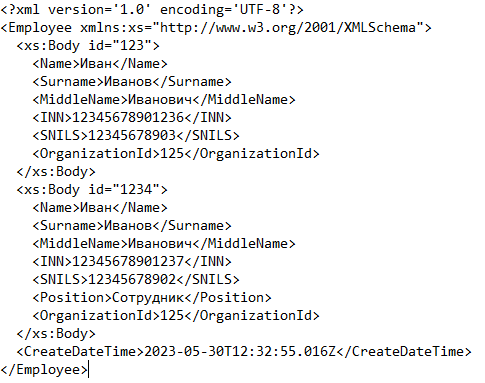 <?xml version='1.0' encoding='UTF-8'?>
<Employee xmlns:xs="http://www.w3.org/2001/XMLSchema">
  <xs:Body id="123">
    <Name>Иван</Name>
    <Surname>Иванов</Surname>
    <MiddleName>Иванович</MiddleName>
    <INN>12345678901236</INN>
    <SNILS>12345678903</SNILS>
    <OrganizationId>125</OrganizationId>
  </xs:Body>
  <xs:Body id="1234">
    <Name>Иван</Name>
    <Surname>Иванов</Surname>
    <MiddleName>Иванович</MiddleName>
    <INN>12345678901237</INN>
    <SNILS>12345678902</SNILS>
    <Position>Сотрудник</Position>
    <OrganizationId>125</OrganizationId>
  </xs:Body>
  <CreateDateTime>2023-05-30T12:32:55.016Z</CreateDateTime>
</Employee>